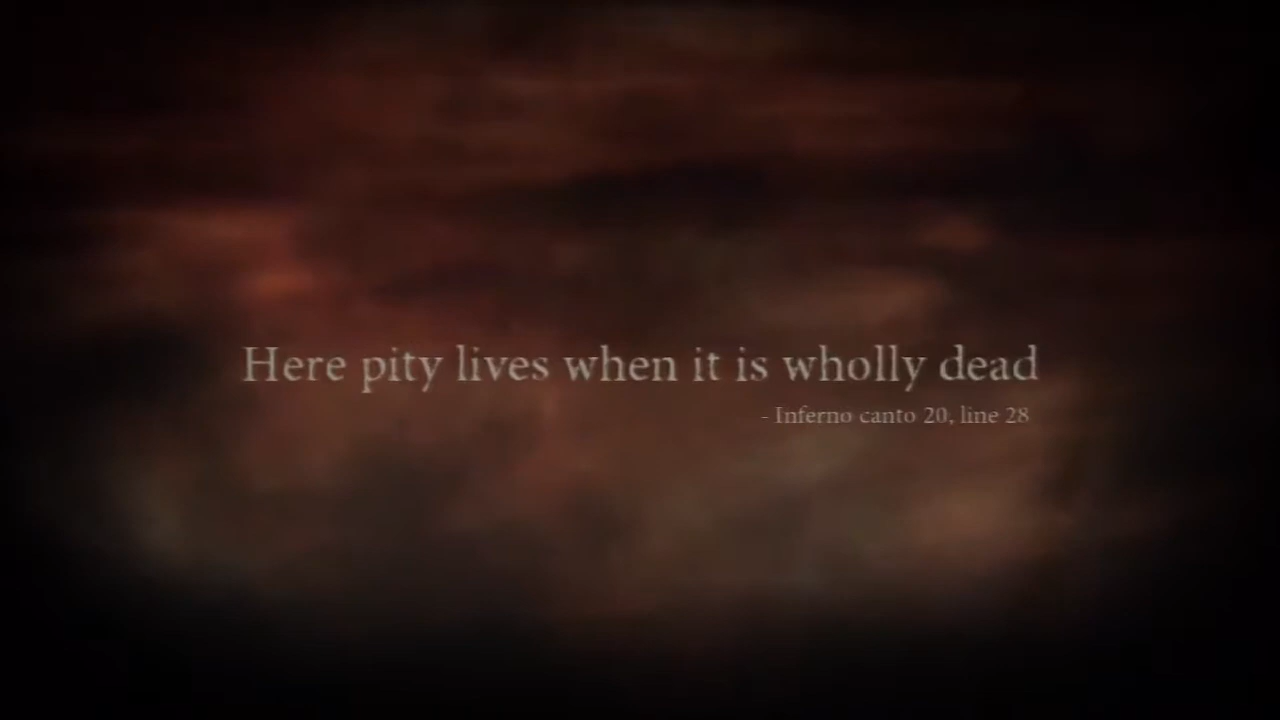 Here pity lives when it is wholly dead
- Inferno canto 20, line 28